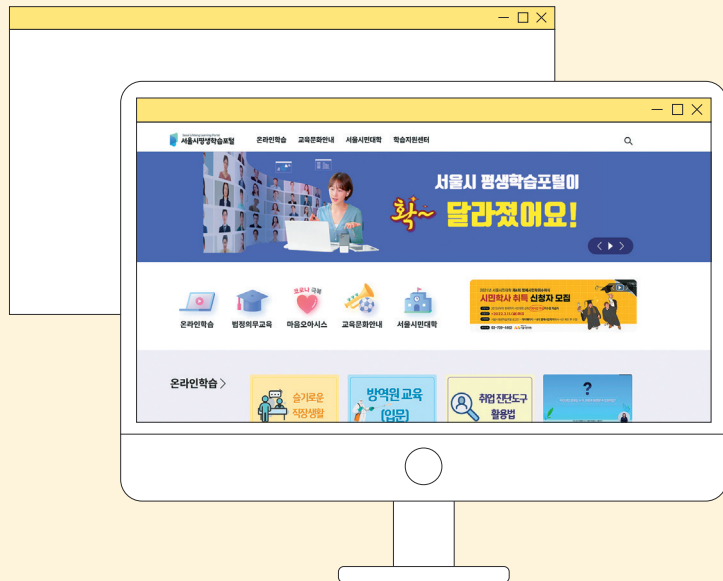 서울시평생학습포털
온라인학습 교육문화안내 서울시민대학 학습지원센터
서울시 평생학습포털이
확~ 달라졌어요!
온라인학습
법정의무교육
코로나 극복
마음오아시스
교육문화안내
서울시민대학
시민학사 취득 신청자 모집
온라인학습 >
슬기로운
직장생활
방역원 교육
(입문)
취업 진단도구
활용법
?